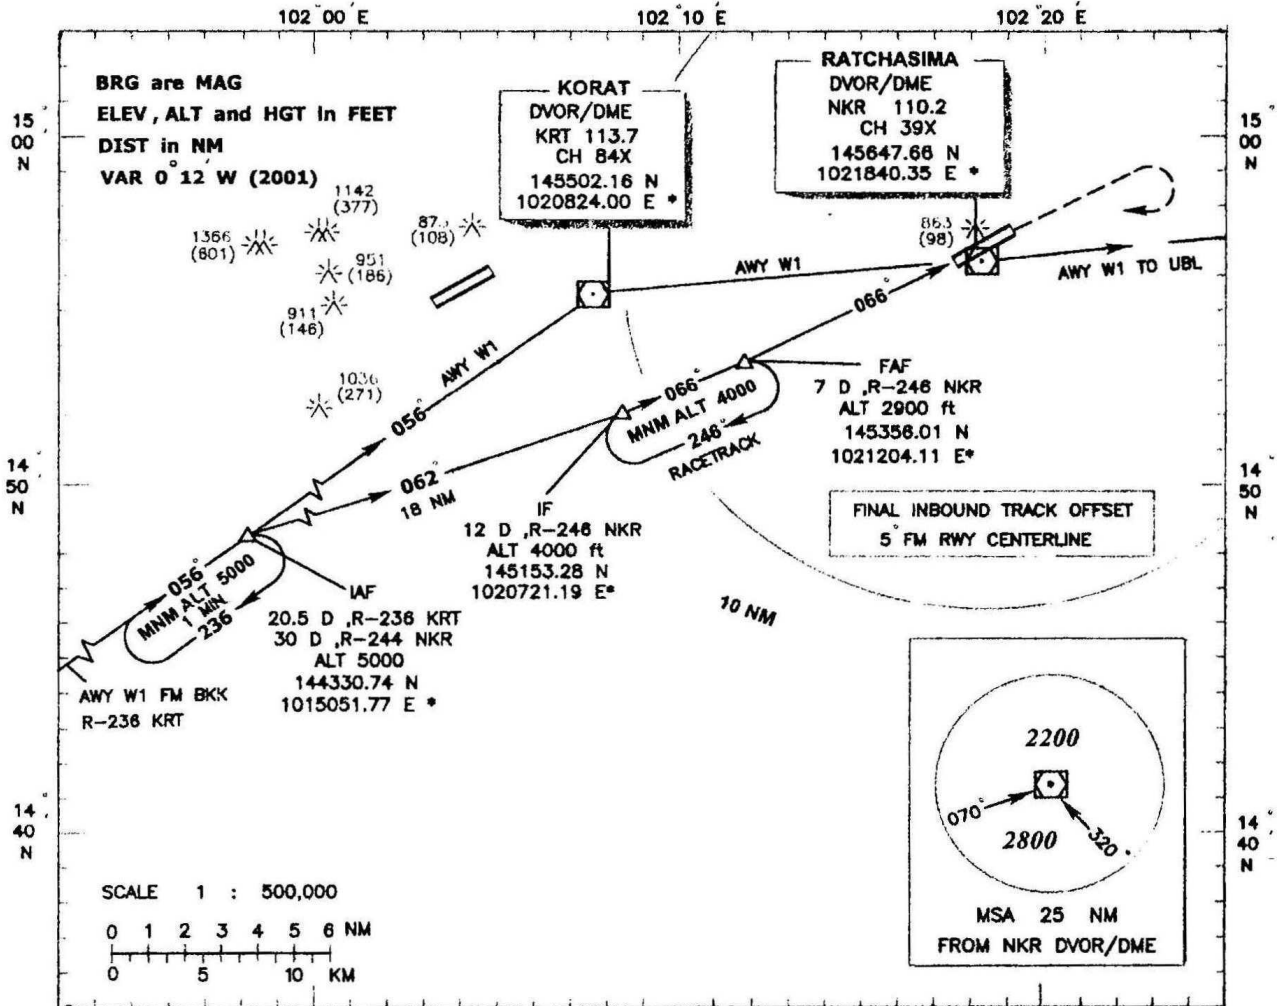 102°00´E
102°10´E
102°20´E
BRG are MAG
ELEV, ALT and HGT in FEET
DIST in NM
VAR 0°12´W (2001)
15°
00´
N
KORAT
DVOR/DME
KRT 113.7
CH 84X
145502.16 N
1020824.00 E *
RATCHASIMA
DVOR/DME
NKR 110.2
CH 39X
145647.66 N
1021840.35 E *
15°
00´
N
1142
(377)
1366
(601)
951
(186)
911
(146)
(108)
1036
(271)
863
(98)
AWY W1
AWY W1 TO UBL
066°
AWY W1
056°
066°
MNM ALT 4000
246°
RACETRACK
FAF
7 D ,R-246 NKR
ALT 2900 ft
145356.01 N
1021204.11 E*
14°
50´
N
062°
18 NM
IF
12 D ,R-246 NKR
ALT 4000 ft
145153.28 N
1020721.19 E*
FINAL INBOUND TRACK OFFSET
5° FM RWY CENTERLINE
14°
50´
N
056°
MNM ALT 5000
1 MIN
236
IAF
20.5 D ,R-236 KRT
30 D ,R-244 NKR
ALT 5000
144330.74 N
1015051.77 E *
10 NM
AWY W1 FM BKK
R-236 KRT
2200
070°
2800
320°
MSA 25 NM
FROM NKR DVOR/DME
14°
40´
N
14°
40´
N
SCALE 1 : 500,000
0 1 2 3 4 5 6 NM
0 5 10 KM